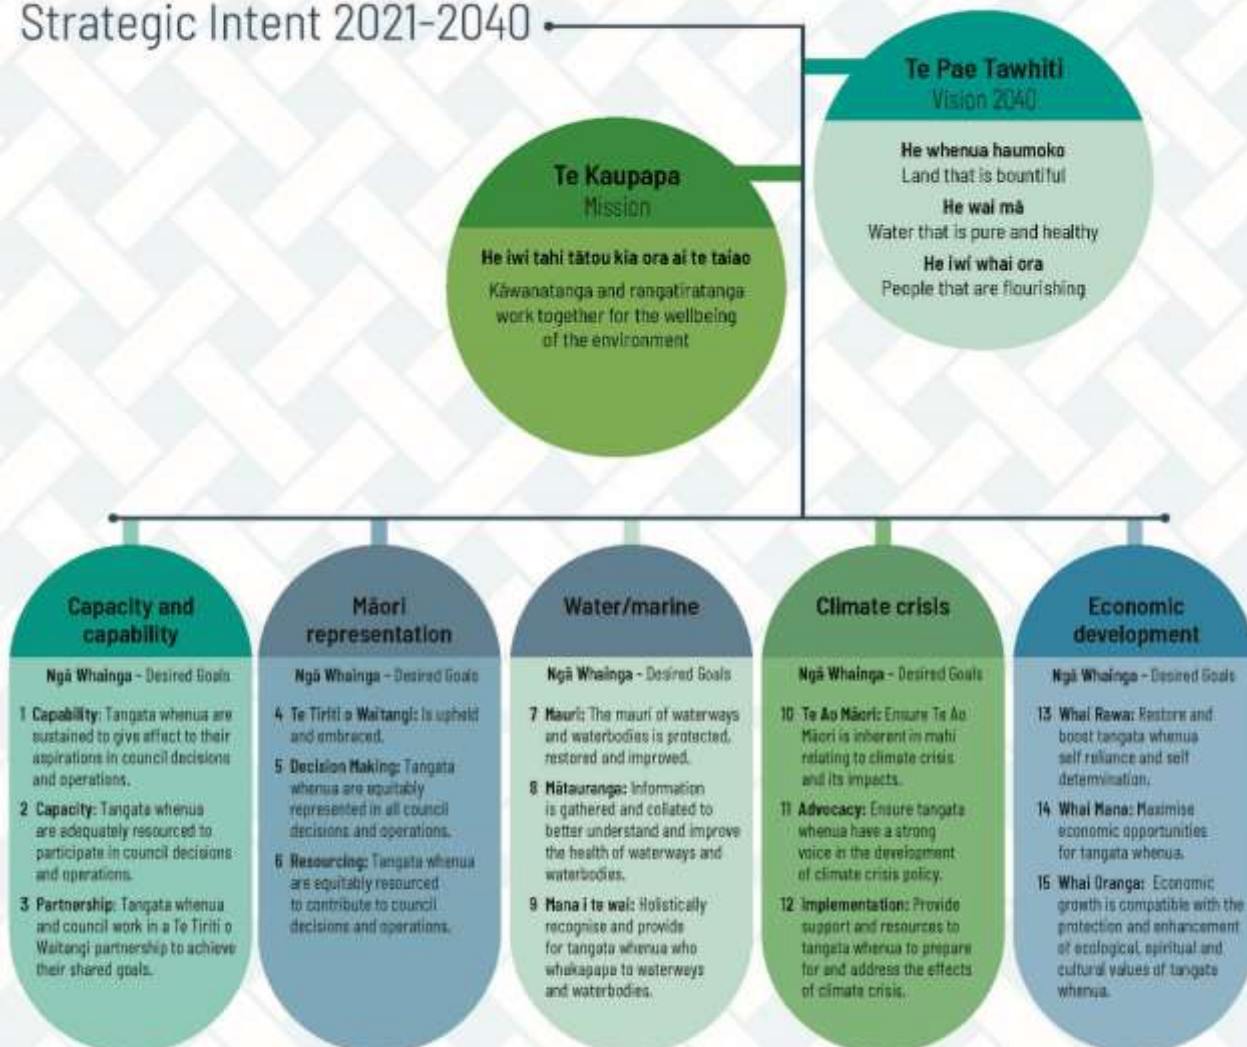 Strategic Intent 2021-2040
Te Pae Tawhiti
Vision 2040
He whenua haumoko
Land that is bountiful
He wai mā
Water that is pure and healthy
He iwi whai ora
People that are flourishing
Te Kaupapa
Mission
He iwi tahi tātou kia ora ai te taiao
Kāwanatanga and rangatiratanga
work together for the wellbeing
of the environment
Capacity and
capability
Ngā Whainga - Desired Goals
1 Capability: Tangata whenua are
sustained to give effect to their
aspirations in council decisions
and operations.
2 Capacity: Tangata whenua
are adequately resourced to
participate in council decisions
and operations.
3 Partnership: Tangata whenua
and council work in a Te Tiriti o
Waitangi partnership to achieve
their shared goals.
Māori
representation
Ngā Whainga - Desired Goals
4 Te Tiriti o Waitangi: Is upheld
and embraced.
5 Decision Making: Tangata
whenua are equitably
represented in all council
decisions and operations.
6 Resourcing: Tangata whenua
are equitably resourced
to contribute to council
decisions and operations.
Water/marine
Ngā Whainga - Desired Goals
7 Mauri: The mauri of waterways
and waterbodies is protected,
restored and improved.
8 Mātauranga: Information
is gathered and collated to
better understand and improve
the health of waterways and
waterbodies.
9 Mana i te wai: Holistically
recognise and provide
for tangata whenua who
whakapapa to waterways
and waterbodies.
Climate crisis
Ngā Whainga - Desired Goals
10 Te Ao Māori: Ensure Te Ao
Māori is inherent in mahi
relating to climate crisis
and its impacts.
11 Advocacy: Ensure tangata
whenua have a strong
voice in the development
of climate crisis policy.
12 Implementation: Provide
support and resources to
tangata whenua to prepare
for and address the effects
of climate crisis.
Economic
development
Ngā Whainga - Desired Goals
13 Whai Rawa: Restore and
boost tangata whenua
self reliance and self
determination.
14 Whai Mana: Maximise
economic opportunities
for tangata whenua.
15 Whai Oranga: Economic
growth is compatible with the
protection and enhancement
of ecological, spiritual and
cultural values of tangata
whenua.